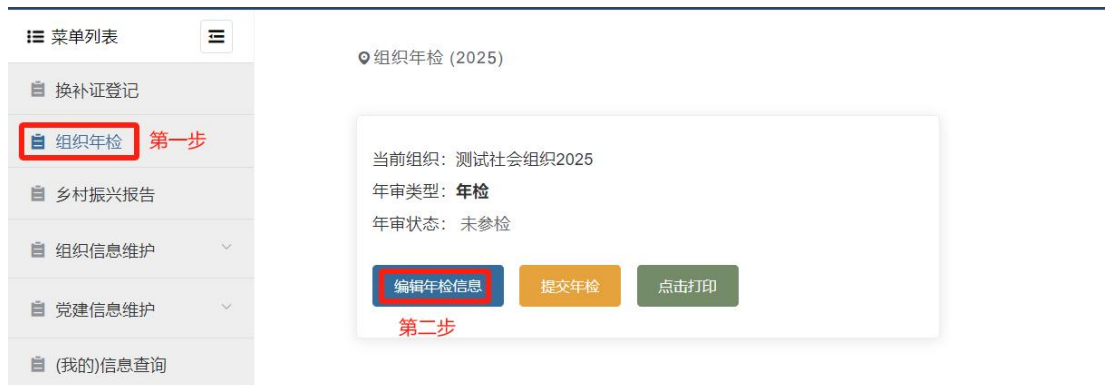 菜单列表
组织年检 (2025)
换补证登记
组织年检 第一步
当前组织：测试社会组织2025
年审类型：年检
乡村振兴报告
年审状态： 未参检
组织信息维护
编辑年检信息 提交年检 点击打印
党建信息维护
第二步
(我的)信息查询